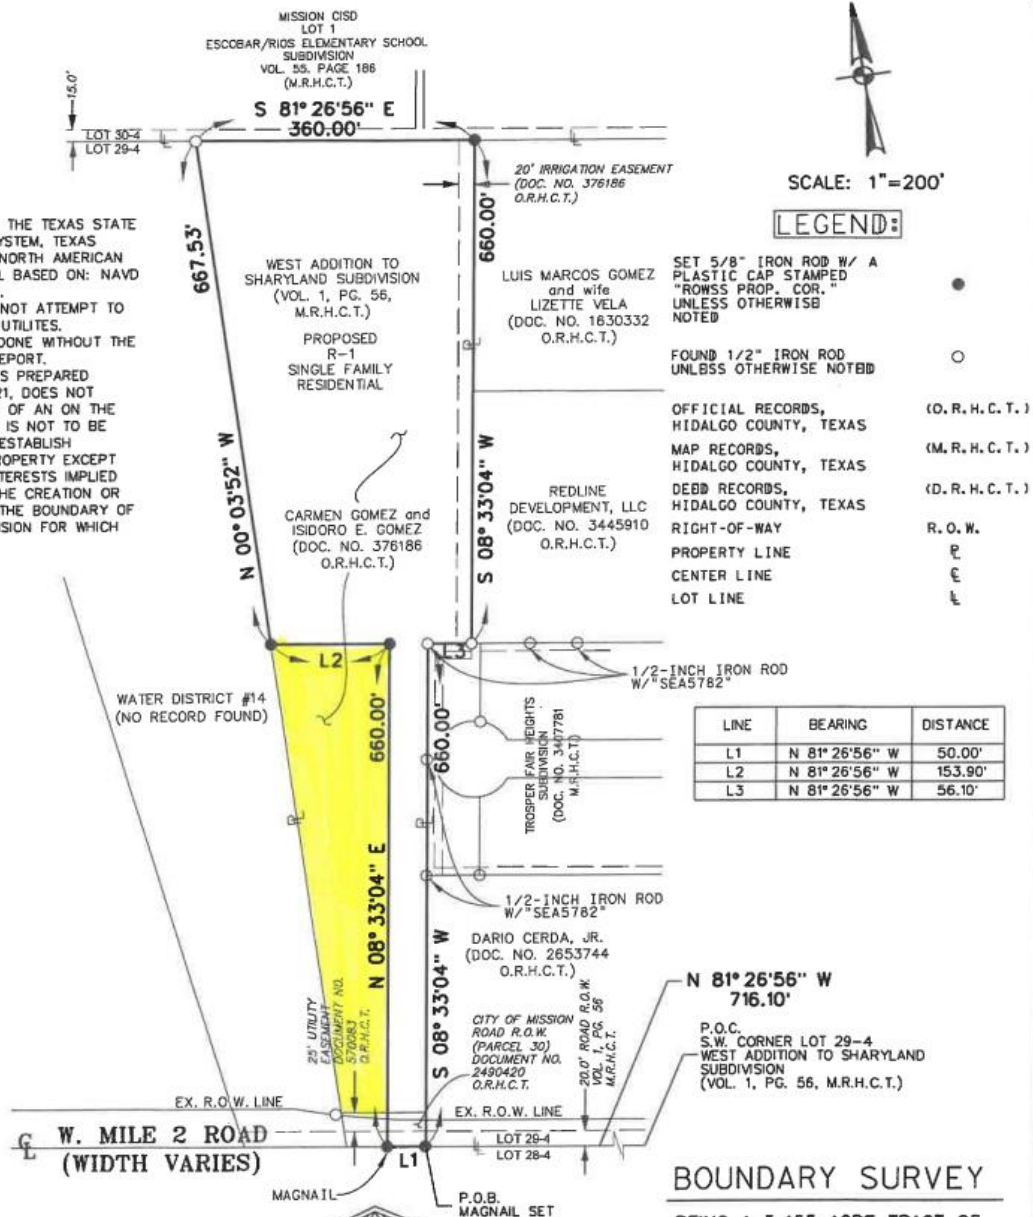 MISSION CISD
LOT 1
ESCOBAR/RIOS ELEMENTARY SCHOOL
SUBDIVISION
VOL. 55, PAGE 186
(M.R.H.C.T.)
15.0'
S 81° 26'56" E
360.00'
LOT 30-4
LOT 29-4
20' IRRIGATION EASEMENT
(DOC. NO. 376186
O.R.H.C.T.)
SCALE: 1"=200'
LEGEND:
THE TEXAS STATE
YSTEM, TEXAS
NORTH AMERICAN
L BASED ON: NAVD
NOT ATTEMPT TO
UTILITES.
DONE WITHOUT THE
EPORT.
S PREPARED
21, DOES NOT
OF AN ON THE
IS NOT TO BE
ESTABLISH
ROPERTY EXCEPT
TERESTS IMPLIED
HE CREATION OR
THE BOUNDARY OF
SION FOR WHICH
667.53'
N 00° 03'52" W
WEST ADDITION TO
SHARYLAND SUBDIVISION
(VOL. 1, PG. 56,
M.R.H.C.T.)
PROPOSED
R-1
SINGLE FAMILY
RESIDENTIAL
660.00'
S 08° 33'04" W
LUIS MARCOS GOMEZ
and wife
LIZETTE VELA
(DOC. NO. 1630332
O.R.H.C.T.)
SET 5/8" IRON ROD W/ A
PLASTIC CAP STAMPED
"ROWSS PROP. COR."
UNLESS OTHERWISE
NOTED
FOUND 1/2" IRON ROD
UNLESS OTHERWISE NOTED
OFFICIAL RECORDS, (O.R.H.C.T.)
HIDALGO COUNTY, TEXAS
MAP RECORDS, (M.R.H.C.T.)
HIDALGO COUNTY, TEXAS
DEED RECORDS, (D.R.H.C.T.)
HIDALGO COUNTY, TEXAS
RIGHT-OF-WAY R.O.W.
PROPERTY LINE
CENTER LINE
LOT LINE
CARMEN GOMEZ and
ISIDORO E. GOMEZ
(DOC. NO. 376186
O.R.H.C.T.)
REDLINE
DEVELOPMENT, LLC
(DOC. NO. 3445910
O.R.H.C.T.)
L2
L3
1/2-INCH IRON ROD
W/"SEA5782"
WATER DISTRICT #14
(NO RECORD FOUND)
660.00'
N 08° 33'04" E
660.00'
S 08° 33'04" W
TROSPER FAIR HEIGHTS
SUBDIVISION
(DOC. NO. 3407781
M.R.H.C.T.)
LINE BEARING DISTANCE
L1 N 81° 26'56" W 50.00'
L2 N 81° 26'56" W 153.90'
L3 N 81° 26'56" W 56.10'
1/2-INCH IRON ROD
W/"SEA5782"
DARIO CERDA, JR.
(DOC. NO. 2653744
O.R.H.C.T.)
25' UTILITY
EASEMENT
DOCUMENT NO.
570083
O.R.H.C.T.
CITY OF MISSION
ROAD R.O.W.
(PARCEL 30)
DOCUMENT NO.
2490420
O.R.H.C.T.
20.0' ROAD R.O.W.
VOL. 1, PG. 56
M.R.H.C.T.
N 81° 26'56" W
716.10'
P.O.C.
S.W. CORNER LOT 29-4
WEST ADDITION TO SHARYLAND
SUBDIVISION
(VOL. 1, PG. 56, M.R.H.C.T.)
EX. R.O.W. LINE
EX. R.O.W. LINE
W. MILE 2 ROAD
(WIDTH VARIES)
LOT 29-4
LOT 28-4
L1
MAGNAIL
P.O.B.
MAGNAIL SET
BOUNDARY SURVEY